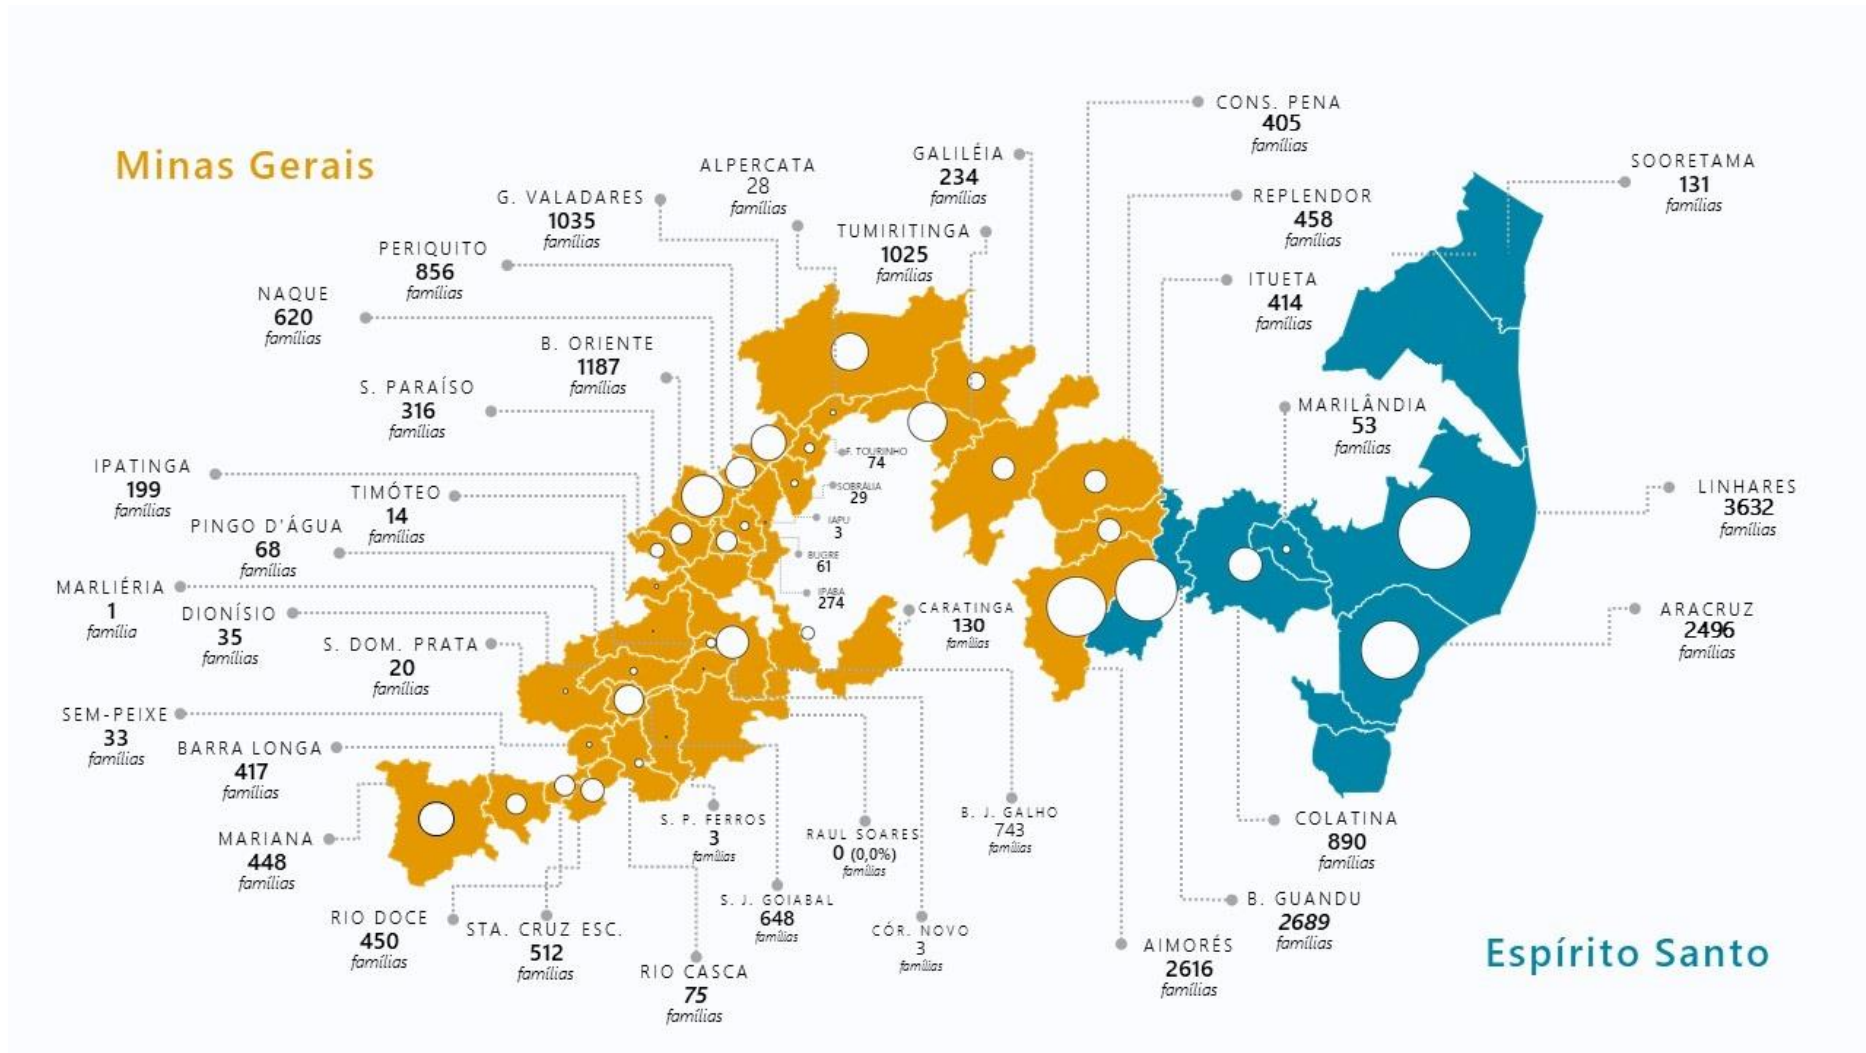 Minas Gerais
CONS. PENA
405
famílias
GALILÉIA
234
famílias
ALPERCATA
28
famílias
SOORETAMA
131
famílias
G. VALADARES
1035
famílias
REPLENDOR
458
famílias
TUMIRITINGA
1025
famílias
PERIQUITO
856
famílias
ITUETA
414
famílias
NAQUE
620
famílias
B. ORIENTE
1187
famílias
S. PARAÍSO
316
famílias
MARILÂNDIA
53
famílias
F. TOURINHO
74
IPATINGA
199
famílias
TIMÓTEO
14
famílias
SOBRÁLIA
29
LINHARES
3632
famílias
PINGO D'ÁGUA
68
famílias
IAPU
3
BUGRE
61
MARLIÉRIA
1
família
IPABA
274
DIONÍSIO
35
famílias
CARATINGA
130
famílias
ARACRUZ
2496
famílias
S. DOM. PRATA
20
famílias
SEM-PEIXE
33
famílias
BARRA LONGA
417
famílias
MARIANA
448
famílias
S. P. FERROS
3
famílias
RAUL SOARES
0 (0,0%)
famílias
B. J. GALHO
743
famílias
COLATINA
890
famílias
RIO DOCE
450
famílias
STA. CRUZ ESC.
512
famílias
S. J. GOIABAL
648
famílias
CÓR. NOVO
3
famílias
B. GUANDU
2689
famílias
RIO CASCA
75
famílias
AIMORÉS
2616
famílias
Espírito Santo